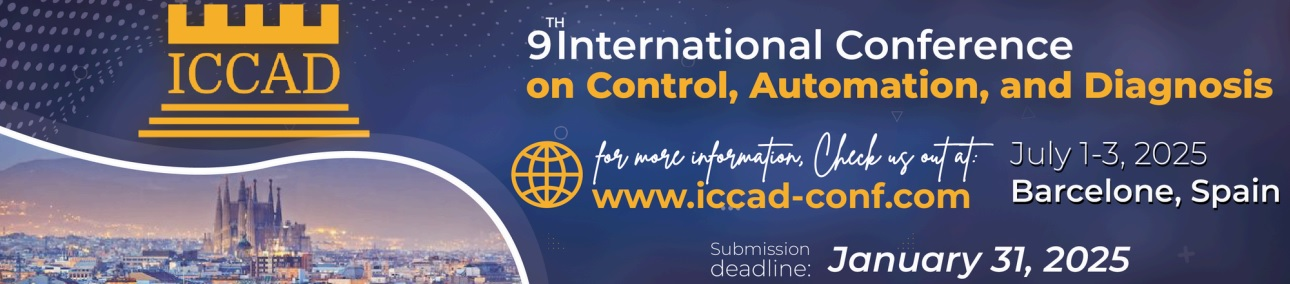 ICCAD
9TH International Conference
on Control, Automation, and Diagnosis
for more information, Check us out at:
www.iccad-conf.com
July 1-3, 2025
Barcelone, Spain
Submission
deadline:
January 31, 2025